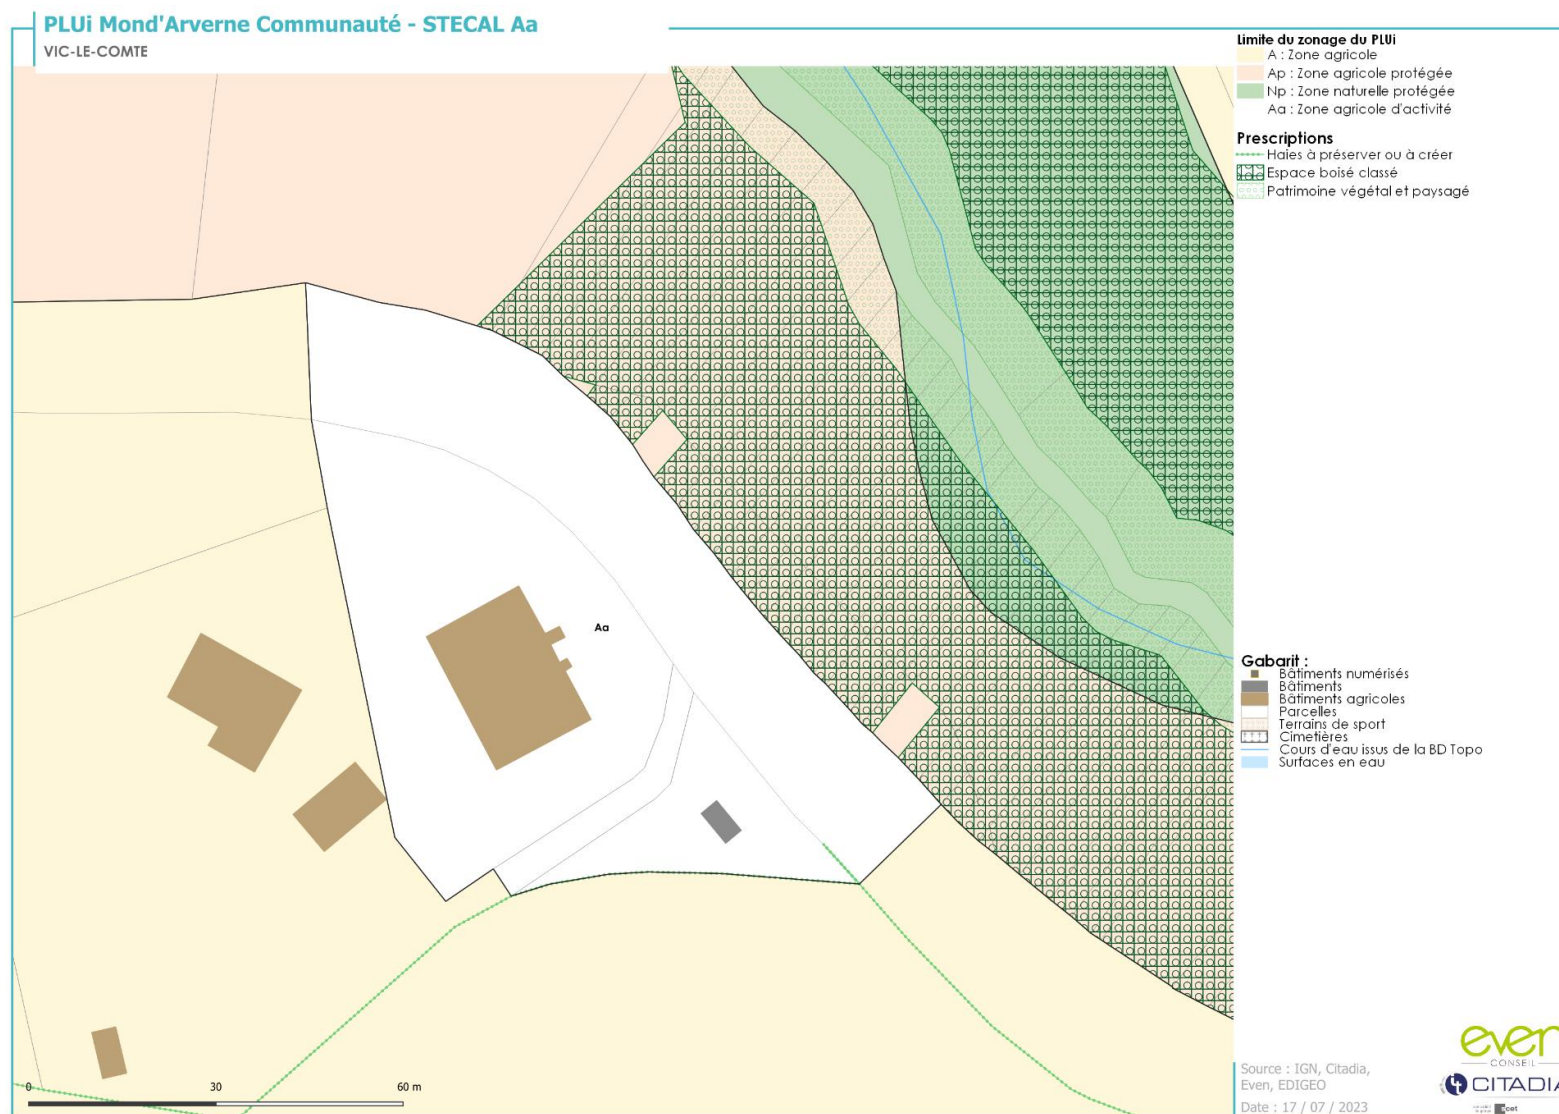 PLUi Mond'Arverne Communauté - STECAL Aa
VIC-LE-COMTE
Limite du zonage du PLUi
A : Zone agricole
Ap : Zone agricole protégée
Np : Zone naturelle protégée
Aa : Zone agricole d'activité
Prescriptions
Haies à préserver ou à créer
Espace boisé classé
Patrimoine végétal et paysagé
Aa
Gabarit :
Bâtiments numérisés
Bâtiments
Bâtiments agricoles
Parcelles
Terrains de sport
Cimetières
Cours d'eau issus de la BD Topo
Surfaces en eau
0 30 60 m
Source : IGN, Citadia,
Even, EDIGEO
Date : 17 / 07 / 2023
even
CONSEIL
CITADIA